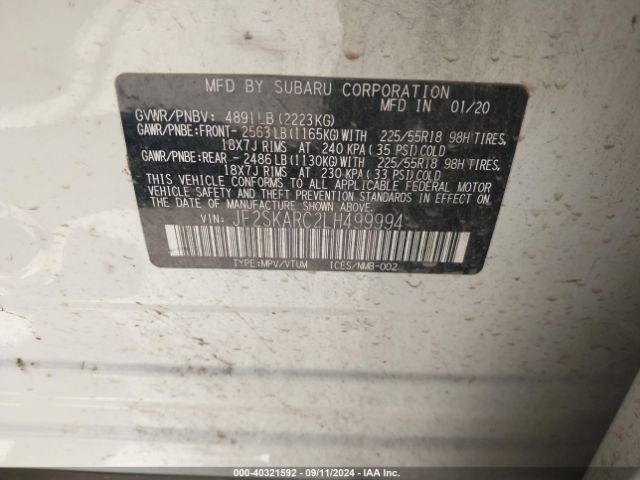 MFD BY SUBARU CORPORATION
MFD IN 01/20
GVWR/PNBV: 4891LB(2223KG)
GAWR/PNBE:FRONT- 2563LB(1165KG)WITH 225/55R18 98H TIRES,
18X7J RIMS AT 240 KPA(35 PSI)COLD
GAWR/PNBE:REAR - 2486LB(1130KG)WITH 225/55R18 98H TIRES,
18X7J RIMS AT 230 KPA(33 PSI)COLD
THIS VEHICLE CONFORMS TO ALL APPLICABLE FEDERAL MOTOR
VEHICLE SAFETY AND THEFT PREVENTION STANDARDS IN EFFECT ON
THE DATE OF MANUFACTURE SHOWN ABOVE.
VIN: JF2SKARC2LH499994
TYPE:MPV/VTUM ICES/NMB-002
000-40321592 - 09/11/2024 - IAA Inc.